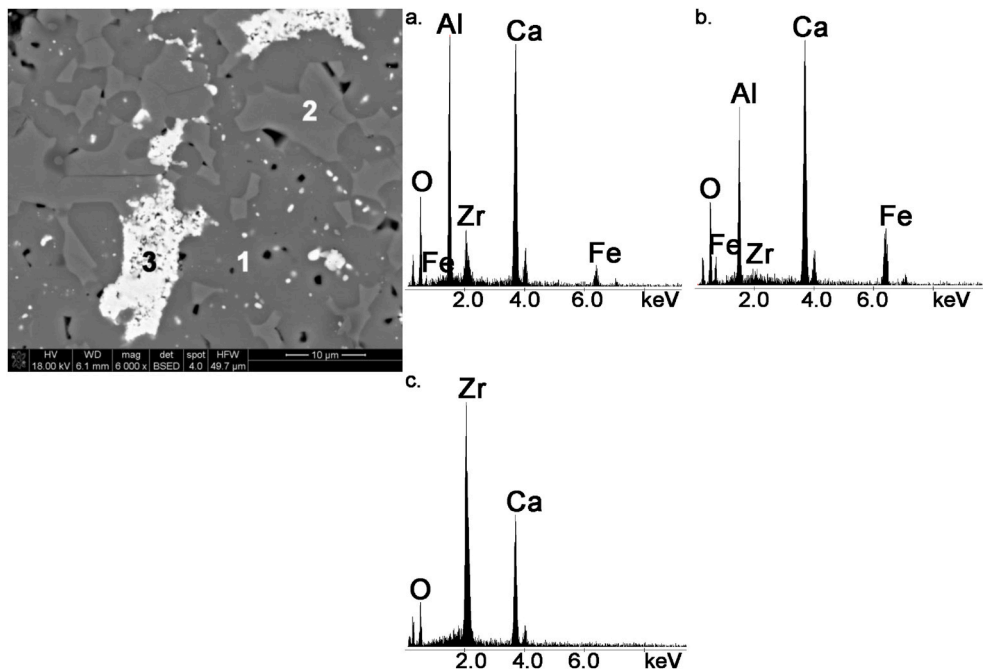 2
3
1
HV WD mag det spot HFW
18.00 kV 6.1 mm 6 000 x BSED 4.0 49.7 µm
10 µm
a.
Al
Ca
O
Zr
Fe
Fe
2.0 4.0 6.0 keV
b.
Ca
Al
O
Fe
Fe
Zr
2.0 4.0 6.0 keV
c.
Zr
Ca
O
2.0 4.0 6.0 keV